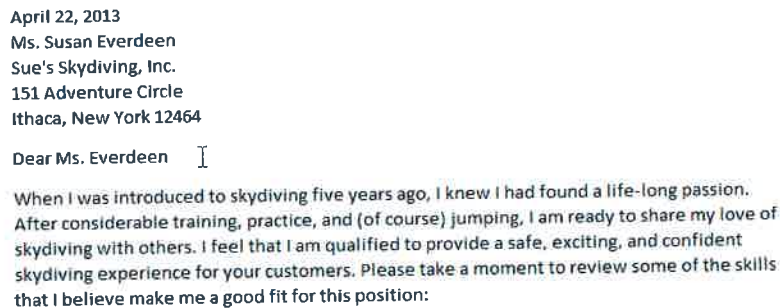 April 22, 2013
Ms. Susan Everdeen
Sue's Skydiving, Inc.
151 Adventure Circle
Ithaca, New York 12464
Dear Ms. Everdeen
When I was introduced to skydiving five years ago, I knew I had found a life-long passion.
After considerable training, practice, and (of course) jumping, I am ready to share my love of
skydiving with others. I feel that I am qualified to provide a safe, exciting, and confident
skydiving experience for your customers. Please take a moment to review some of the skills
that I believe make me a good fit for this position: